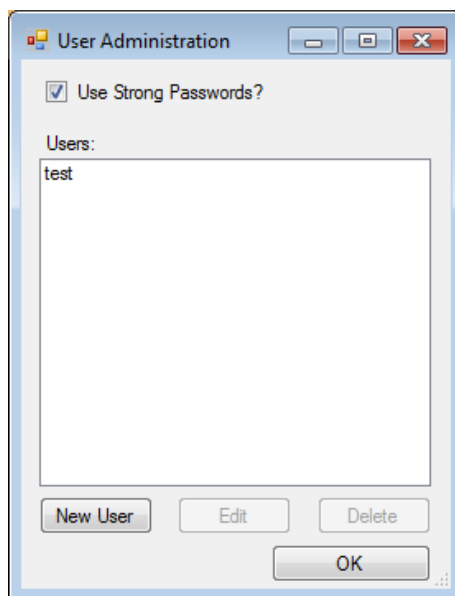 User Administration
Use Strong Passwords?
Users:
test
New User Edit Delete
OK